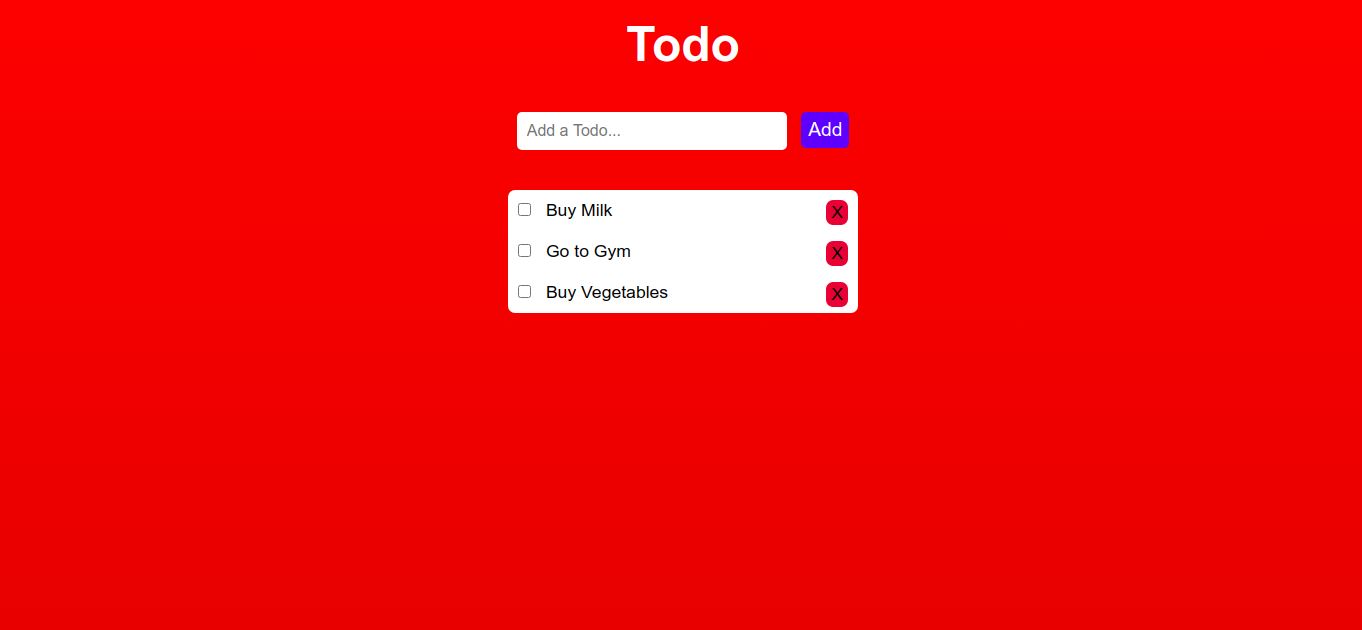 Todo
Add a Todo... Add
Buy Milk X
Go to Gym X
Buy Vegetables X